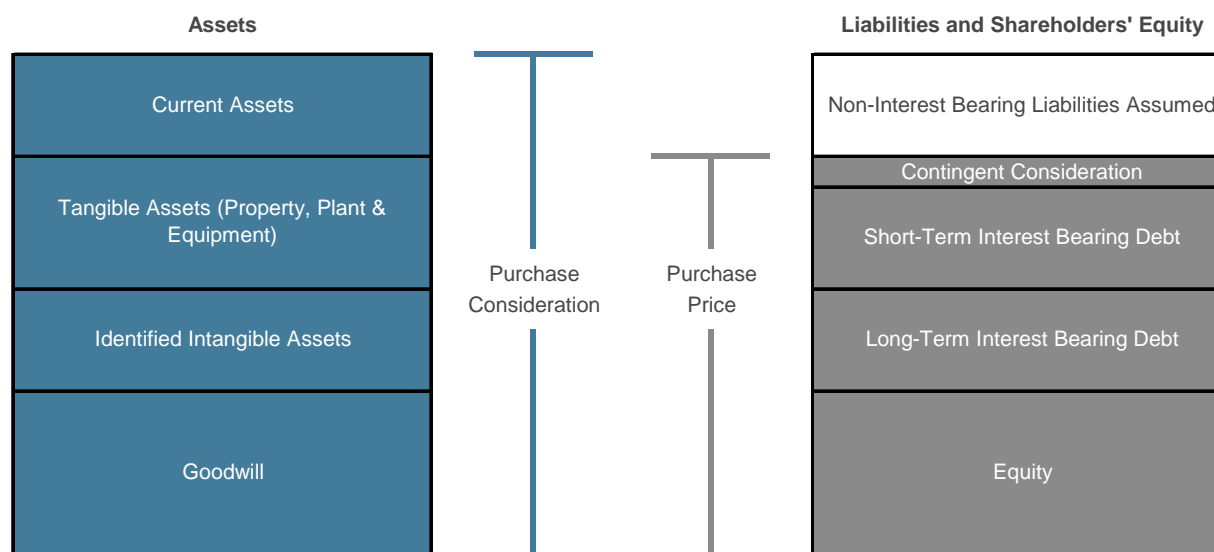 Assets
Liabilities and Shareholders' Equity
Current Assets
Non-Interest Bearing Liabilities Assumed
Contingent Consideration
Tangible Assets (Property, Plant &
Equipment)
Short-Term Interest Bearing Debt
Purchase
Consideration
Purchase
Price
Identified Intangible Assets
Long-Term Interest Bearing Debt
Goodwill
Equity